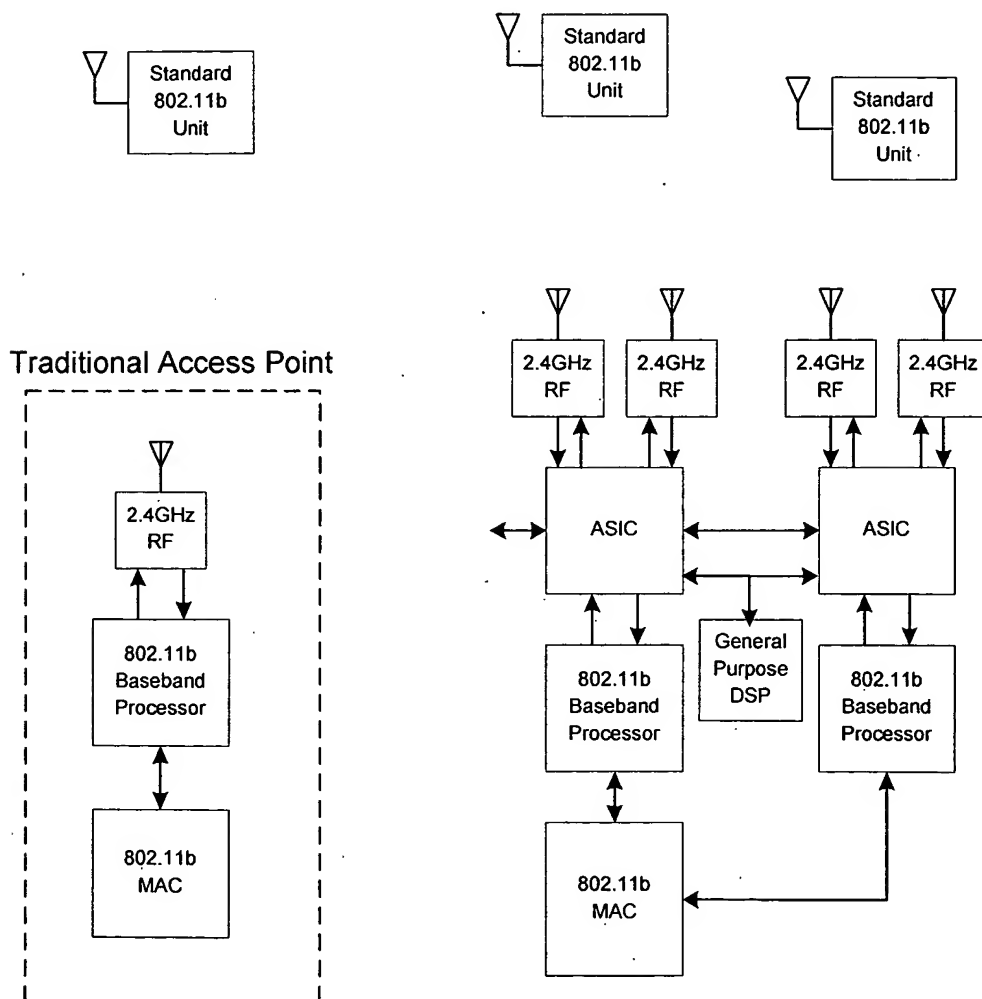 Standard
802.11b
Unit
Standard
802.11b
Unit
Standard
802.11b
Unit
Traditional Access Point
2.4GHz
RF
802.11b
Baseband
Processor
802.11b
MAC
2.4GHz
RF
2.4GHz
RF
2.4GHz
RF
2.4GHz
RF
ASIC
ASIC
802.11b
Baseband
Processor
General
Purpose
DSP
802.11b
Baseband
Processor
802.11b
MAC